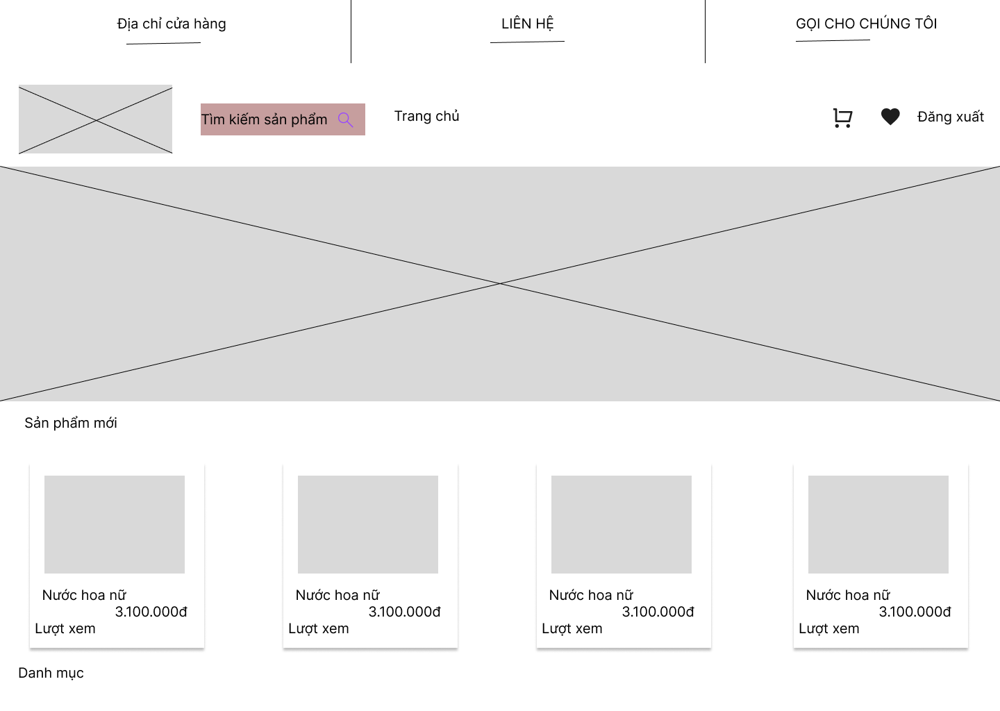 Địa chỉ cửa hàng
LIÊN HỆ
GỌI CHO CHÚNG TÔI
Tìm kiếm sản phẩm
Trang chủ
Đăng xuất
Sản phẩm mới
Nước hoa nữ
3.100.000đ
Lượt xem
Nước hoa nữ
3.100.000đ
Lượt xem
Nước hoa nữ
3.100.000đ
Lượt xem
Nước hoa nữ
3.100.000đ
Lượt xem
Danh mục